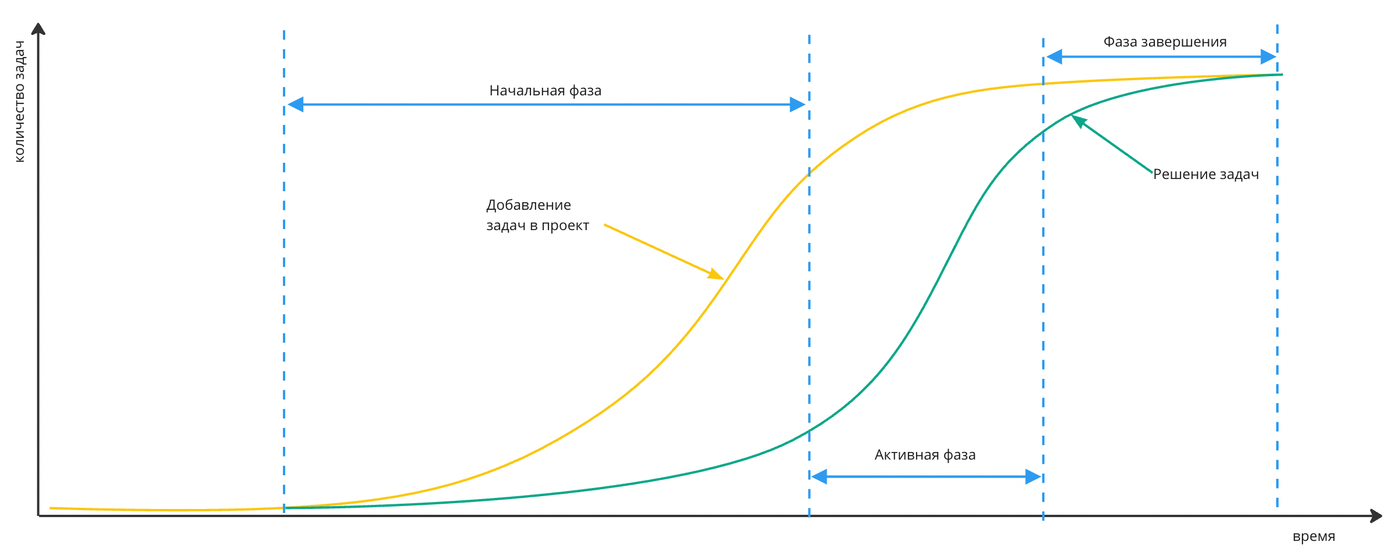 количество задач
Фаза завершения
Начальная фаза
Решение задач
Добавление
задач в проект
Активная фаза
время